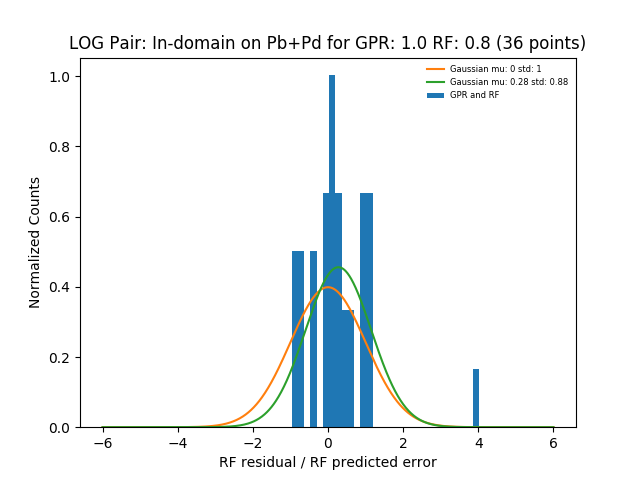 LOG Pair: In-domain on Pb+Pd for GPR: 1.0 RF: 0.8 (36 points)
Gaussian mu: 0 std: 1
Gaussian mu: 0.28 std: 0.88
GPR and RF
Normalized Counts
1.0
0.8
0.6
0.4
0.2
0.0
−6 −4 −2 0 2 4 6
RF residual / RF predicted error